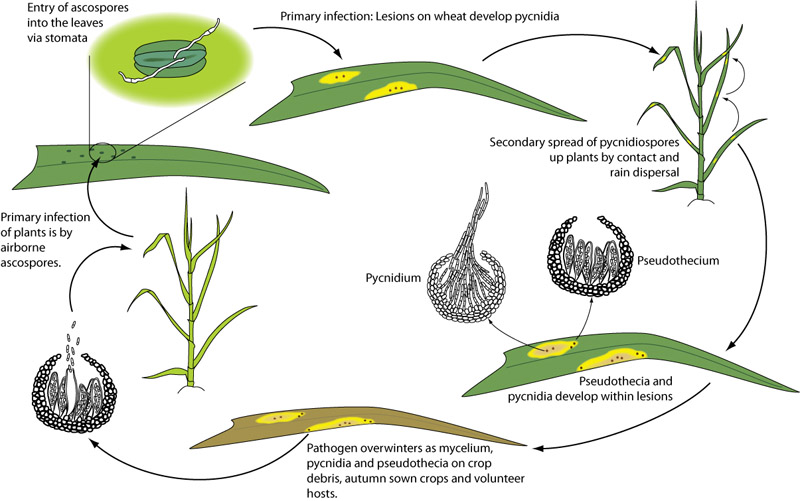 Entry of ascospores
into the leaves
via stomata
Primary infection: Lesions on wheat develop pycnidia
Secondary spread of pycnidiospores
up plants by contact and
rain dispersal
Primary infection
of plants is by
airborne
ascospores.
Pycnidium
Pseudothecium
Pseudothecia and
pycnidia develop within lesions
Pathogen overwinters as mycelium,
pycnidia and pseudothecia on crop
debris, autumn sown crops and volunteer
hosts.